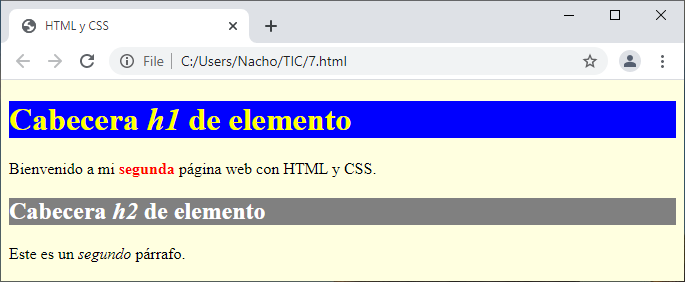 HTML y CSS
File C:/Users/Nacho/TIC/7.html
Cabecera h1 de elemento
Bienvenido a mi segunda página web con HTML y CSS.
Cabecera h2 de elemento
Este es un segundo párrafo.